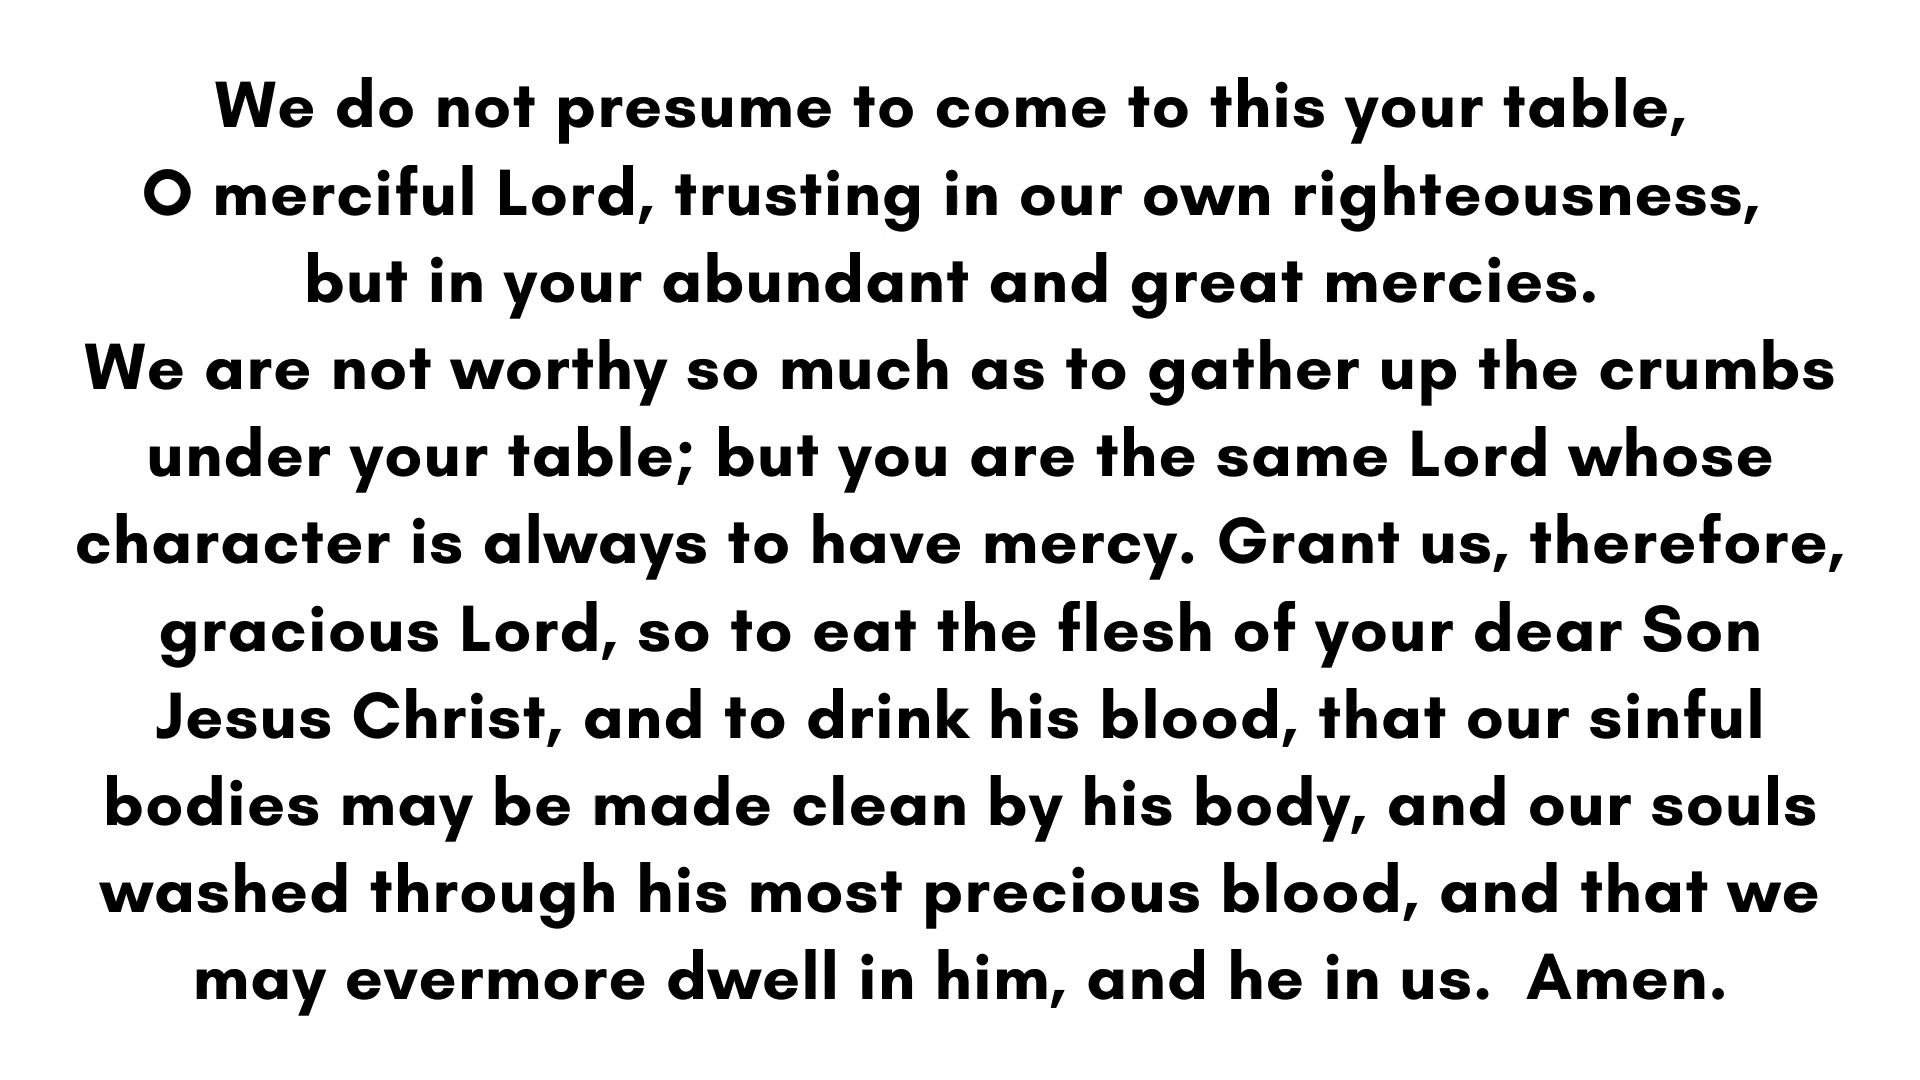 We do not presume to come to this your table,
O merciful Lord, trusting in our own righteousness,
but in your abundant and great mercies.
We are not worthy so much as to gather up the crumbs
under your table; but you are the same Lord whose
character is always to have mercy. Grant us, therefore,
gracious Lord, so to eat the flesh of your dear Son
Jesus Christ, and to drink his blood, that our sinful
bodies may be made clean by his body, and our souls
washed through his most precious blood, and that we
may evermore dwell in him, and he in us.  Amen.